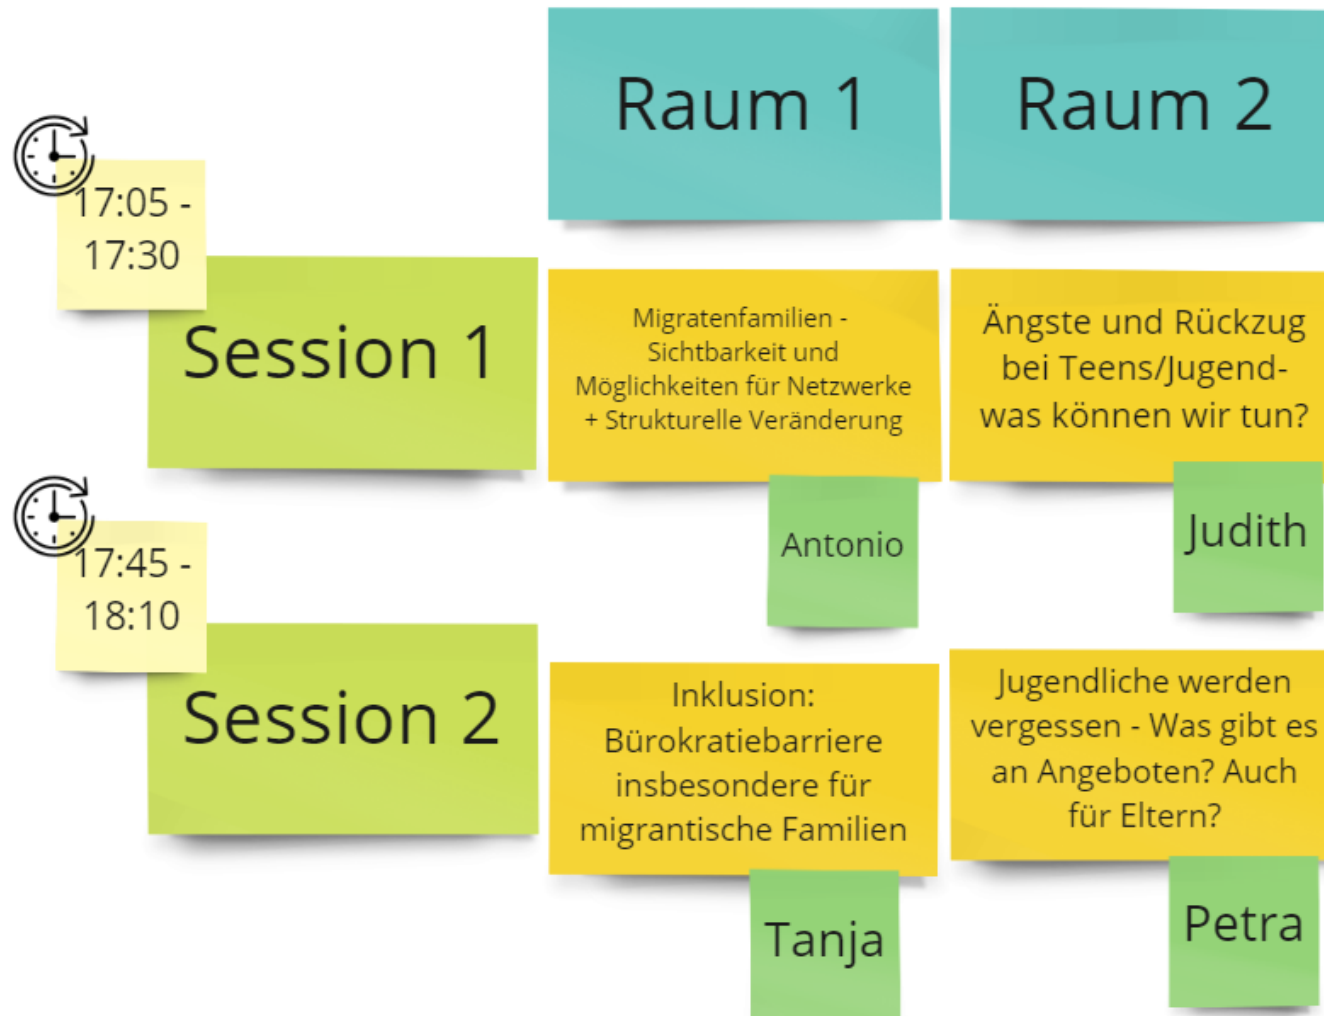 Raum 1
Raum 2
17:05 -
17:30
Session 1
Migratenfamilien -
Sichtbarkeit und
Möglichkeiten für Netzwerke
+ Strukturelle Veränderung
Antonio
Ängste und Rückzug
bei Teens/Jugend-
was können wir tun?
Judith
17:45 -
18:10
Session 2
Inklusion:
Bürokratiebarriere
insbesondere für
migrantische Familien
Tanja
Jugendliche werden
vergessen - Was gibt es
an Angeboten? Auch
für Eltern?
Petra